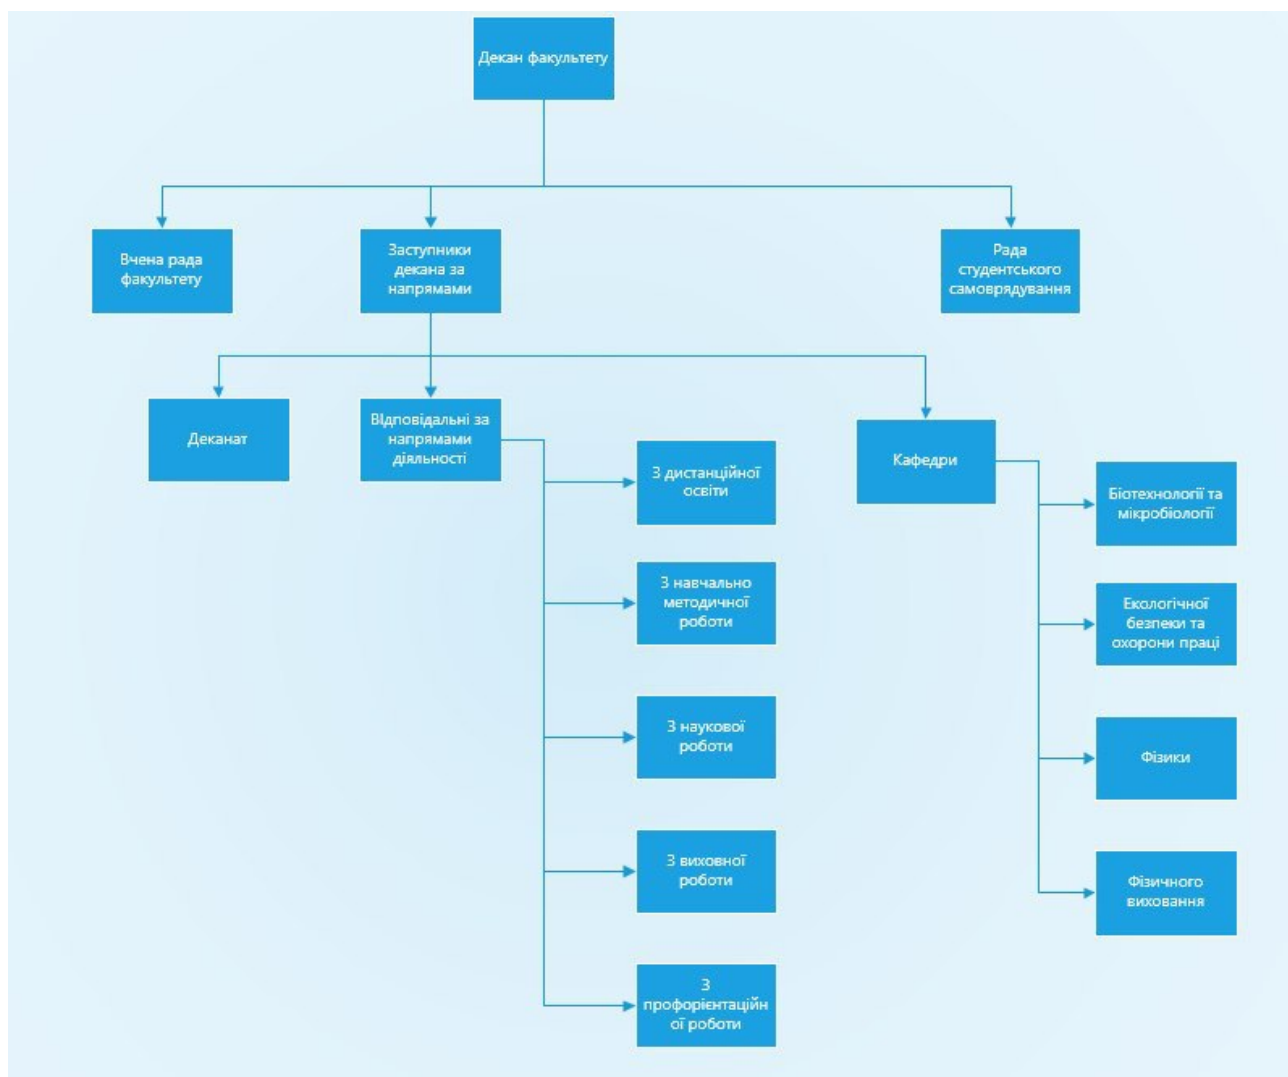 Декан факультету
Вчена рада
факультету
Заступники
декана за
напрямами
Рада
студентського
самоврядування
Деканат
Відповідальні за
напрямами
діяльності
Кафедри
З дистанційної
освіти
З навчально
методичної
роботи
З наукової
роботи
З виховної
роботи
З
профорієнтаційн
ої роботи
Біотехнології та
мікробіології
Екологічної
безпеки та
охорони праці
Фізики
Фізичного
виховання